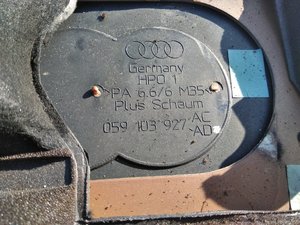 Germany
HPO 1
>PA 6.6/6 M35<
Plus Schaum
059 103 927 AC
AD